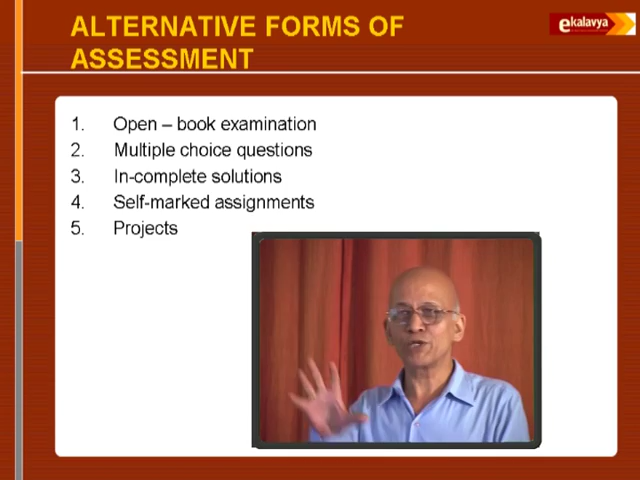 ALTERNATIVE FORMS OF
ASSESSMENT
ekalavya
1. Open – book examination
2. Multiple choice questions
3. In-complete solutions
4. Self-marked assignments
5. Projects